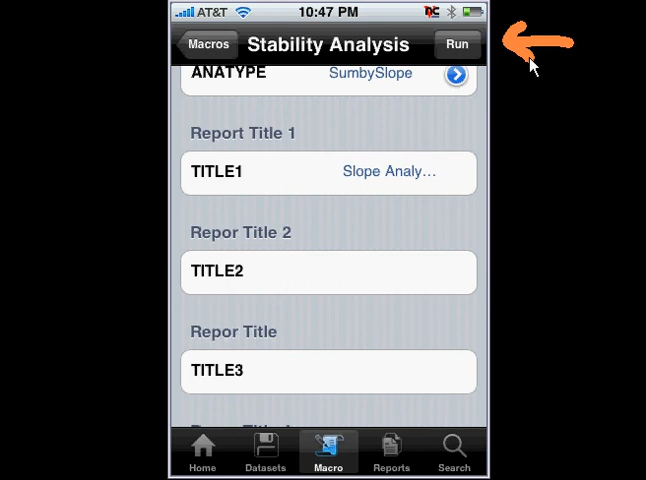 AT&T 10:47 PM
Macros Stability Analysis Run
ANATYPE SumbySlope
Report Title 1
TITLE1 Slope Analy...
Repor Title 2
TITLE2
Repor Title
TITLE3
Home Datasets Macro Reports Search